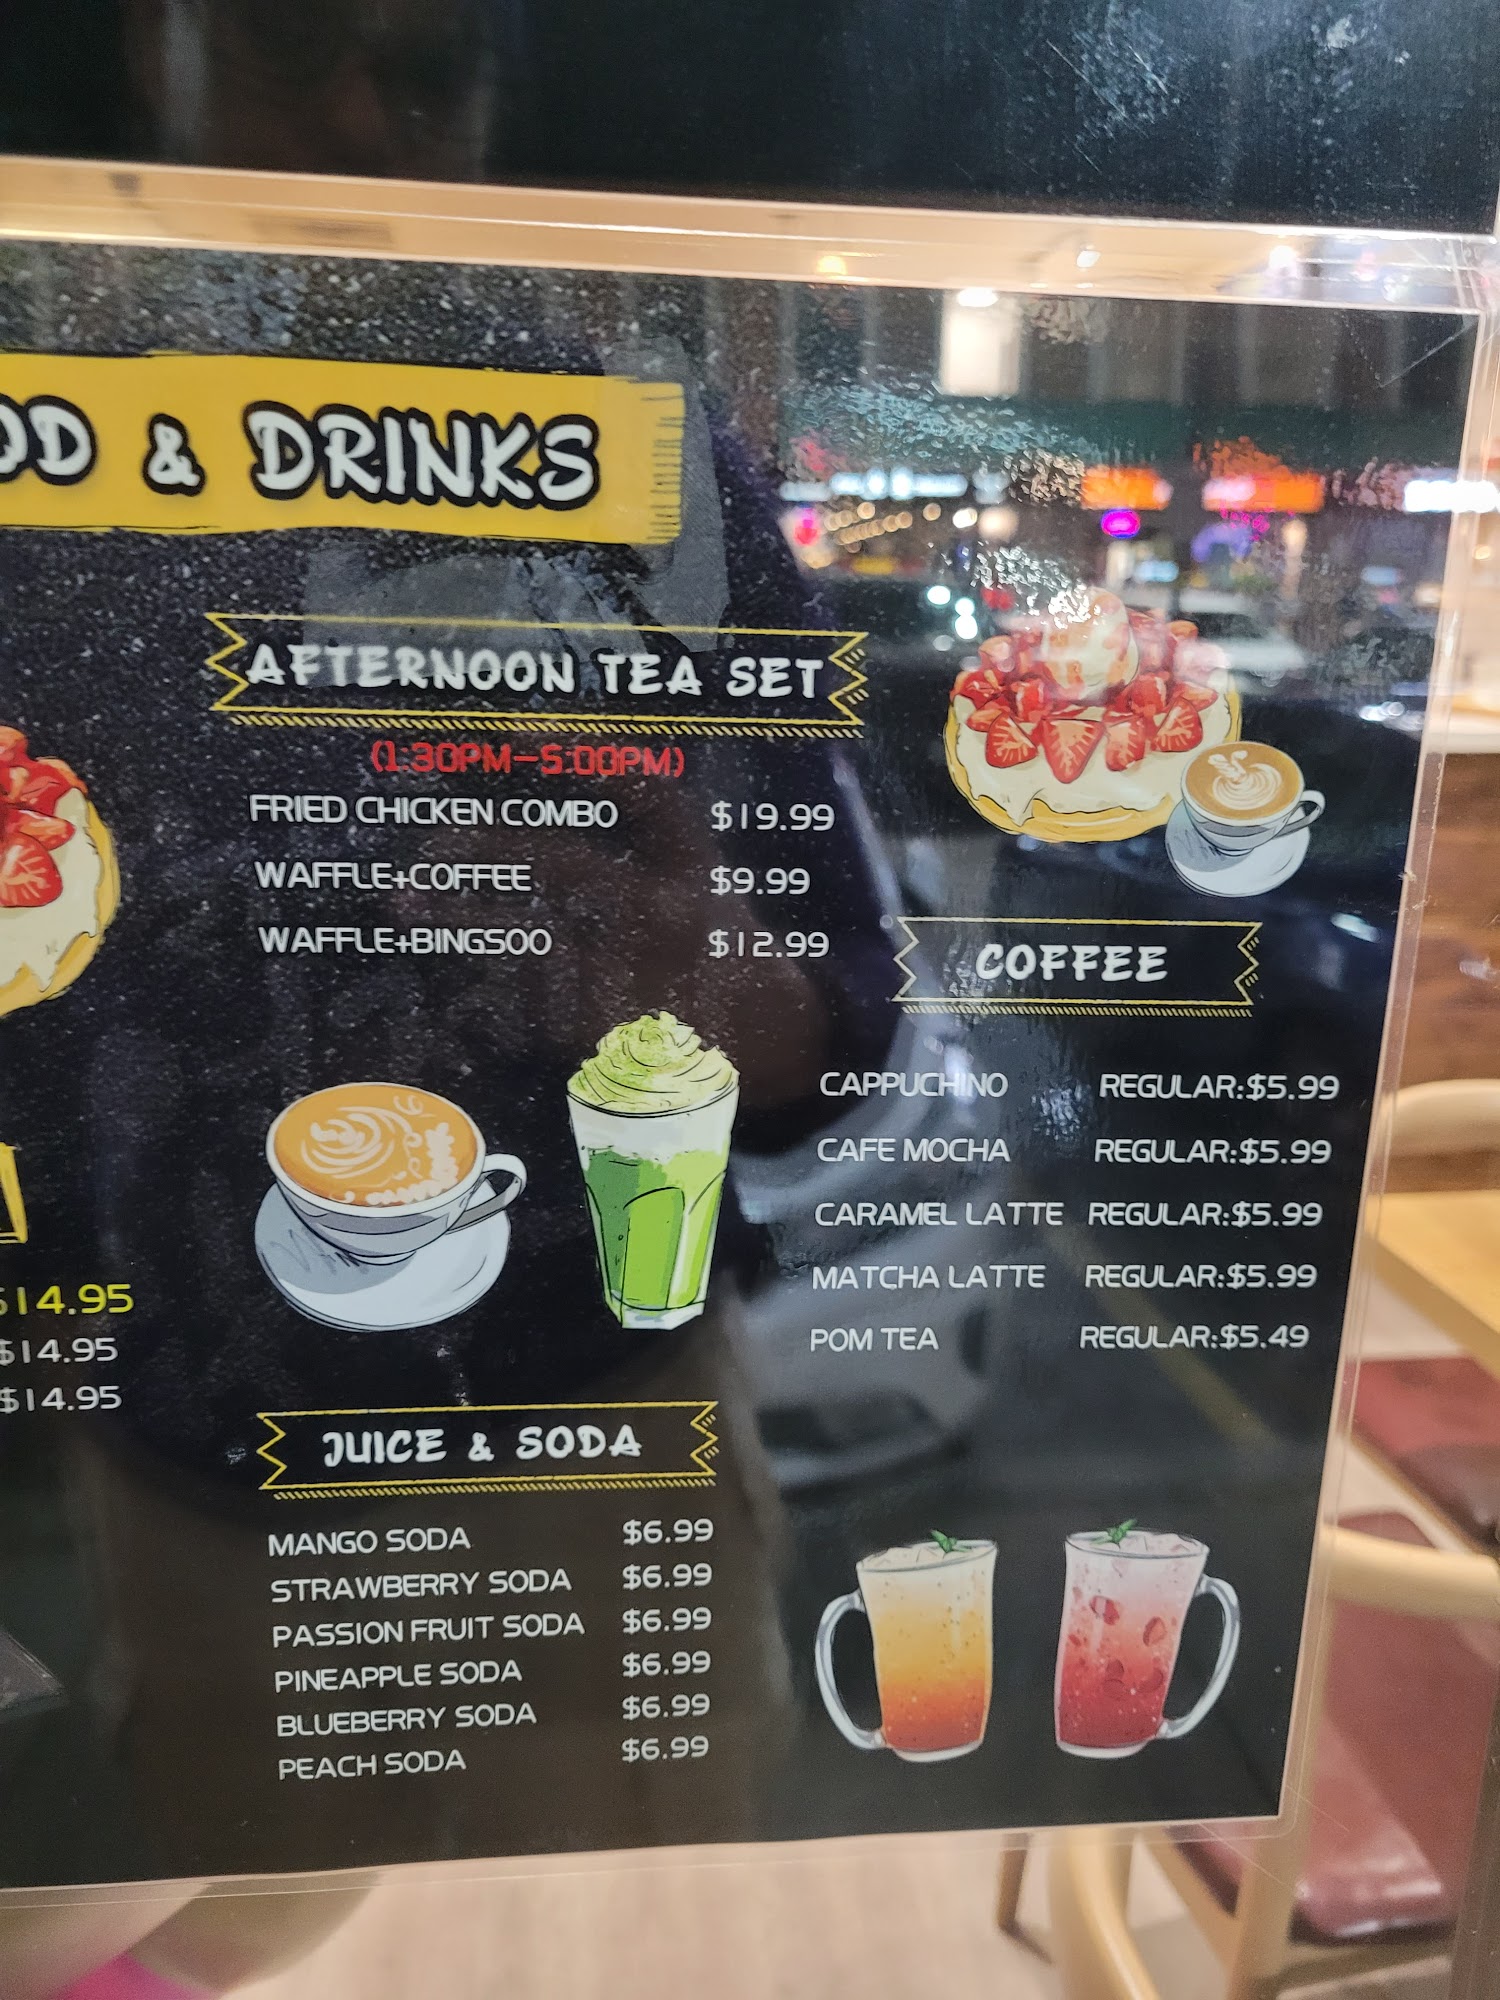 & DRINKS
AFTERNOON TEA SET
(1:30PM-5:00PM)
FRIED CHICKEN COMBO $19.99
WAFFLE+COFFEE $9.99
WAFFLE+BINGSOO $12.99
COFFEE
CAPPUCHINO REGULAR:$5.99
CAFE MOCHA REGULAR:$5.99
CARAMEL LATTE REGULAR:$5.99
MATCHA LATTE REGULAR:$5.99
POM TEA REGULAR:$5.49
$14.95
$14.95
$14.95
JUICE & SODA
MANGO SODA $6.99
STRAWBERRY SODA $6.99
PASSION FRUIT SODA $6.99
PINEAPPLE SODA $6.99
BLUEBERRY SODA $6.99
PEACH SODA $6.99